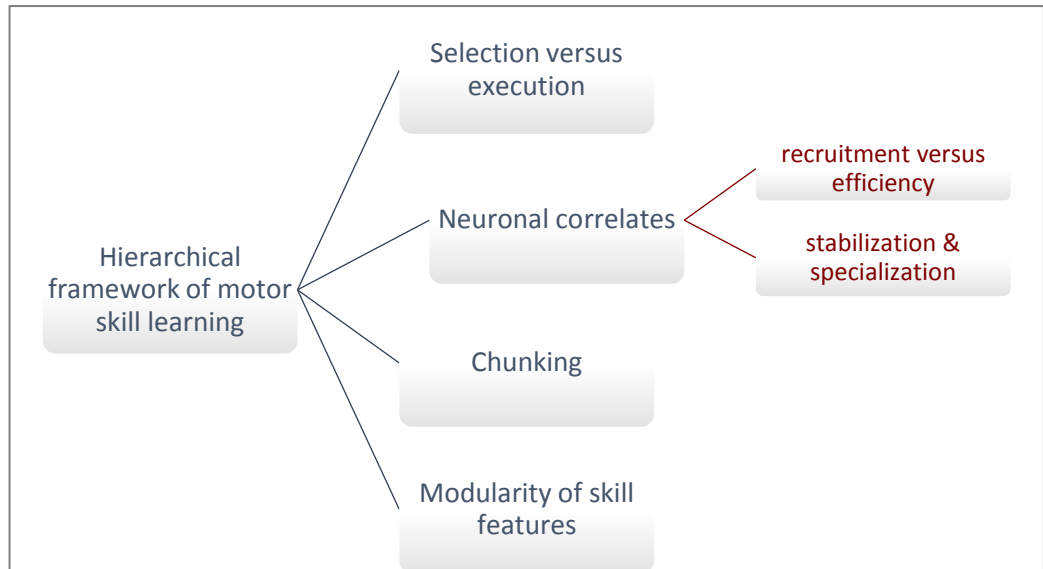 Hierarchical
framework of motor
skill learning
Selection versus
execution
Neuronal correlates
recruitment versus
efficiency
stabilization &
specialization
Chunking
Modularity of skill
features